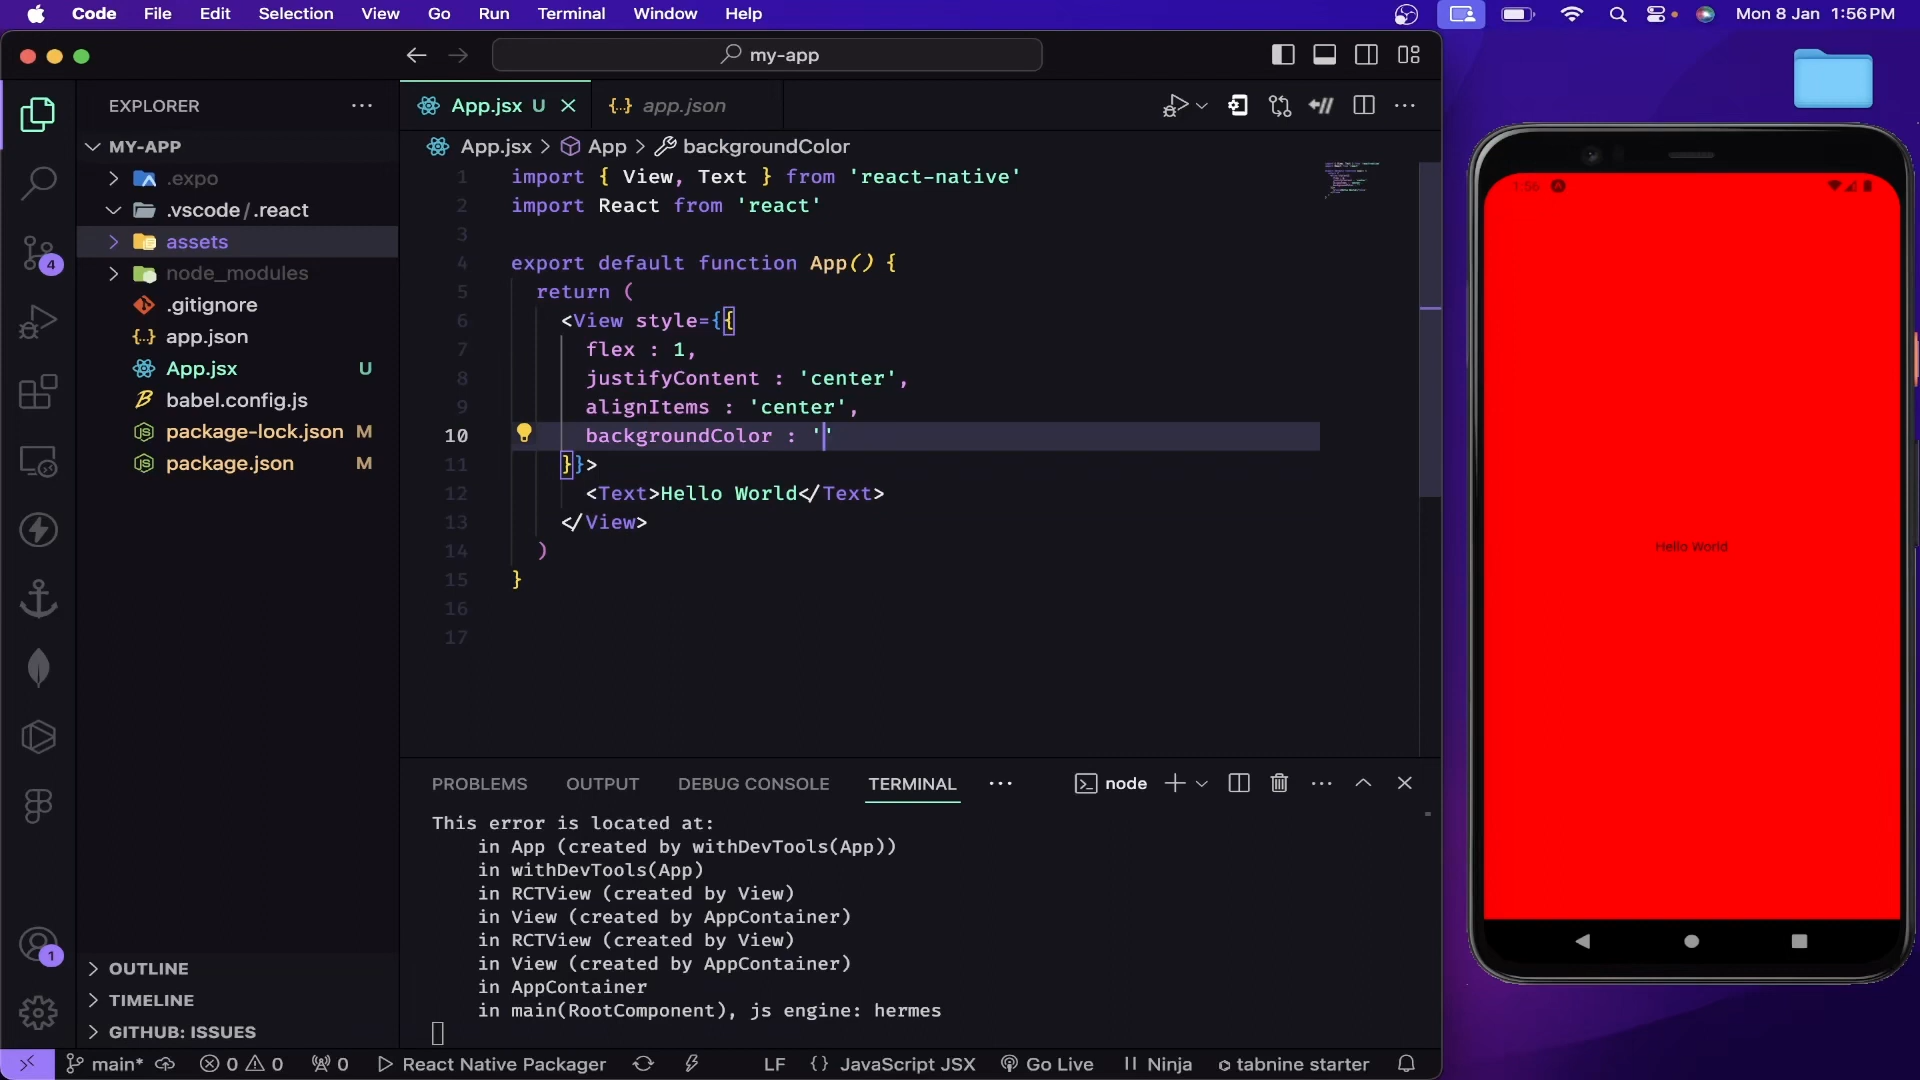 Code File Edit Selection View Go Run Terminal Window Help
Mon 8 Jan 1:56 PM
my-app
EXPLORER
MY-APP
.expo
.vscode / .react
assets
node_modules
.gitignore
{..} app.json
App.jsx U
babel.config.js
package-lock.json M
package.json M
OUTLINE
TIMELINE
GITHUB: ISSUES
4
1
App.jsx U
{..} app.json
App.jsx > App > backgroundColor
1 import { View, Text } from 'react-native'
2 import React from 'react'
3
4 export default function App() {
5 return (
6 <View style={{
7 flex : 1,
8 justifyContent : 'center',
9 alignItems : 'center',
10 backgroundColor : ''
11 }}>
12 <Text>Hello World</Text>
13 </View>
14 )
15 }
16
17
PROBLEMS OUTPUT DEBUG CONSOLE TERMINAL
node
This error is located at:
in App (created by withDevTools(App))
in withDevTools(App)
in RCTView (created by View)
in View (created by AppContainer)
in RCTView (created by View)
in View (created by AppContainer)
in AppContainer
in main(RootComponent), js engine: hermes
main* 0 0 0 React Native Packager LF {} JavaScript JSX Go Live Ninja tabnine starter
1:56
Hello World